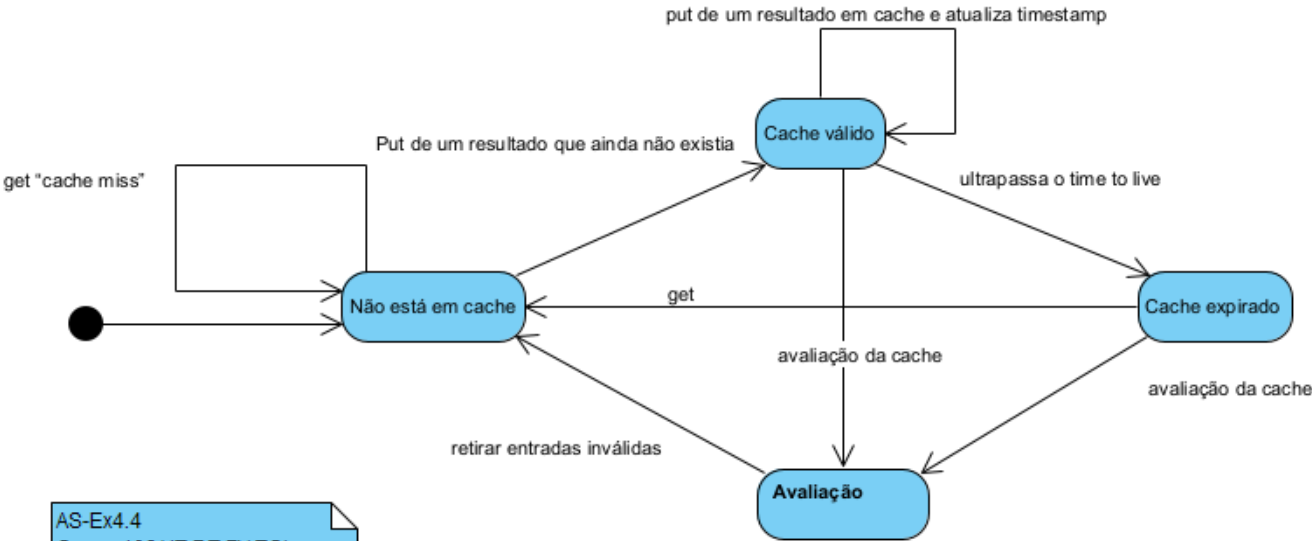 put de um resultado em cache e atualiza timestamp
Cache válido
Put de um resultado que ainda não existia
get “cache miss”
ultrapassa o time to live
Não está em cache
get
Cache expirado
avaliação da cache
avaliação da cache
retirar entradas inválidas
Avaliação
AS-Ex4.4